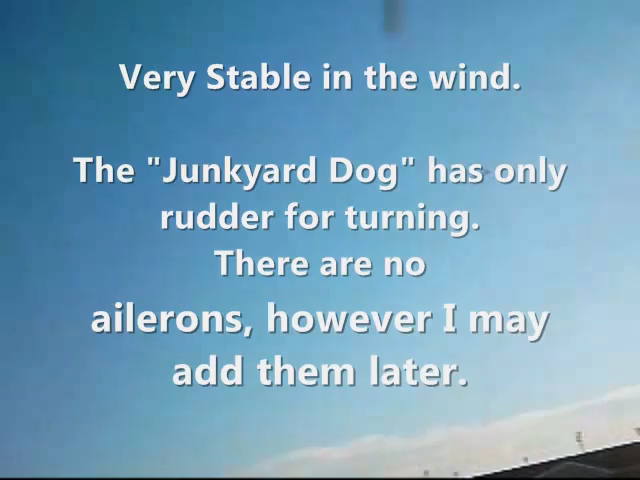 Very Stable in the wind.
The "Junkyard Dog" has only
rudder for turning.
There are no
ailerons, however I may
add them later.